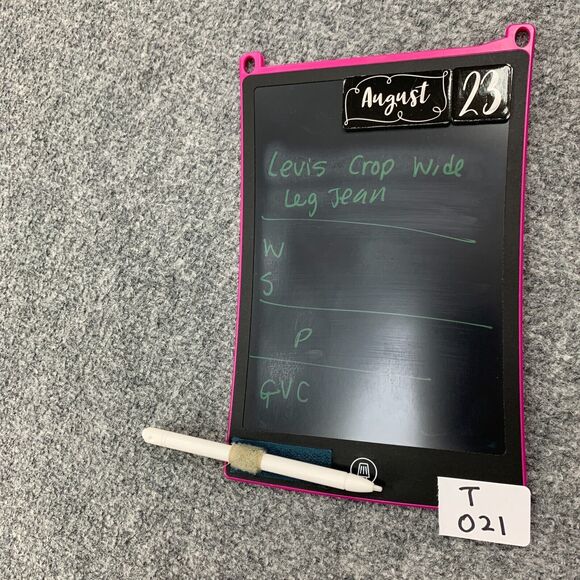 August 23
Levis Crop Wide
Leg Jean
W
S
P
GVC
T
021